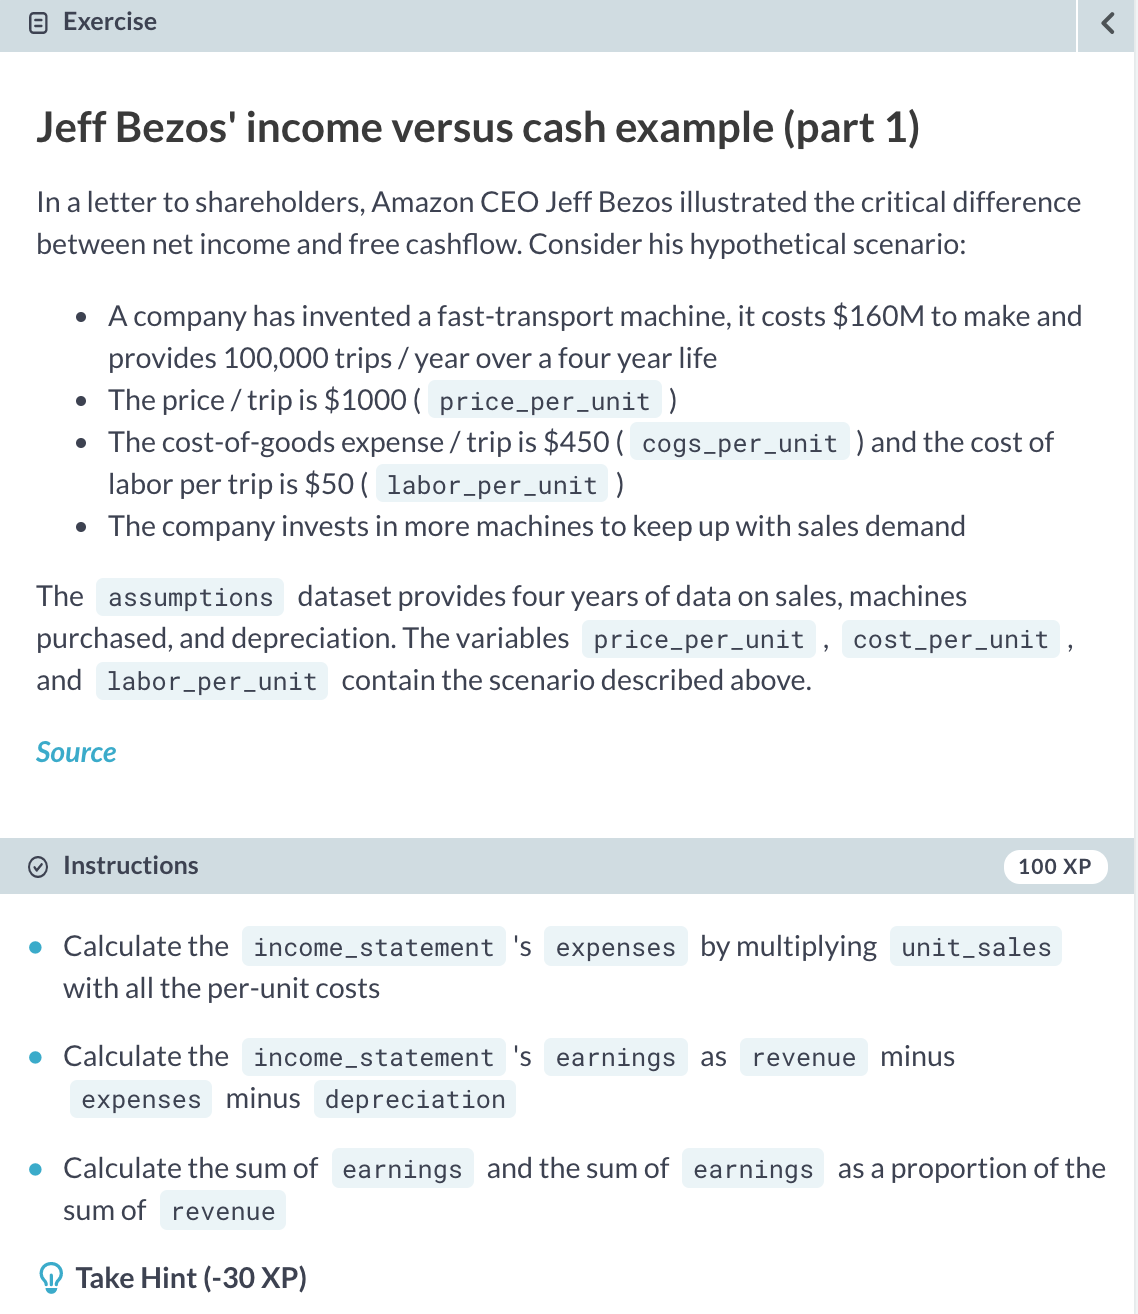 Exercise
Jeff Bezos' income versus cash example (part 1)
In a letter to shareholders, Amazon CEO Jeff Bezos illustrated the critical difference
between net income and free cashflow. Consider his hypothetical scenario:
• A company has invented a fast-transport machine, it costs $160M to make and
provides 100,000 trips / year over a four year life
• The price / trip is $1000 ( price_per_unit )
• The cost-of-goods expense / trip is $450 ( cogs_per_unit ) and the cost of
labor per trip is $50 ( labor_per_unit )
• The company invests in more machines to keep up with sales demand
The assumptions dataset provides four years of data on sales, machines
purchased, and depreciation. The variables price_per_unit , cost_per_unit ,
and labor_per_unit contain the scenario described above.
Source
Instructions
100 XP
• Calculate the income_statement 's expenses by multiplying unit_sales
with all the per-unit costs
• Calculate the income_statement 's earnings as revenue minus
expenses minus depreciation
• Calculate the sum of earnings and the sum of earnings as a proportion of the
sum of revenue
Take Hint (-30 XP)